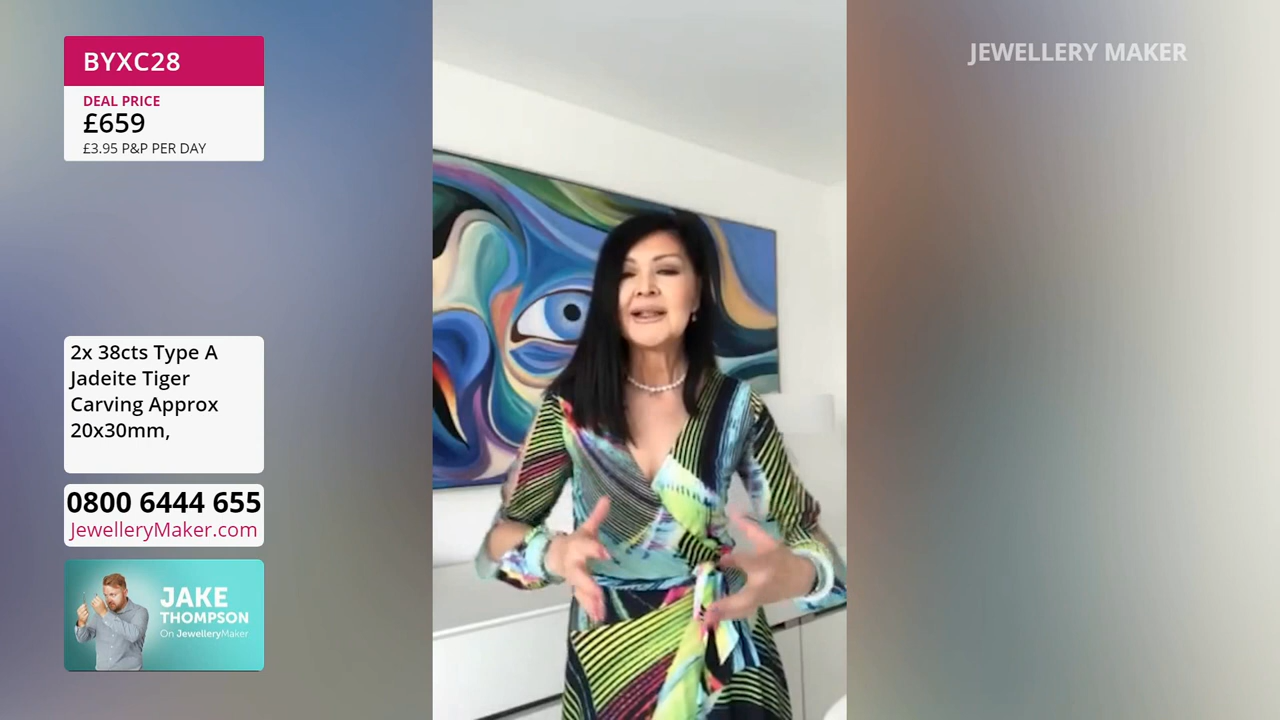 BYXC28
DEAL PRICE
£659
£3.95 P&P PER DAY
JEWELLERY MAKER
2x 38cts Type A
Jadeite Tiger
Carving Approx
20x30mm,
0800 6444 655
JewelleryMaker.com
JAKE
THOMPSON
On JewelleryMaker